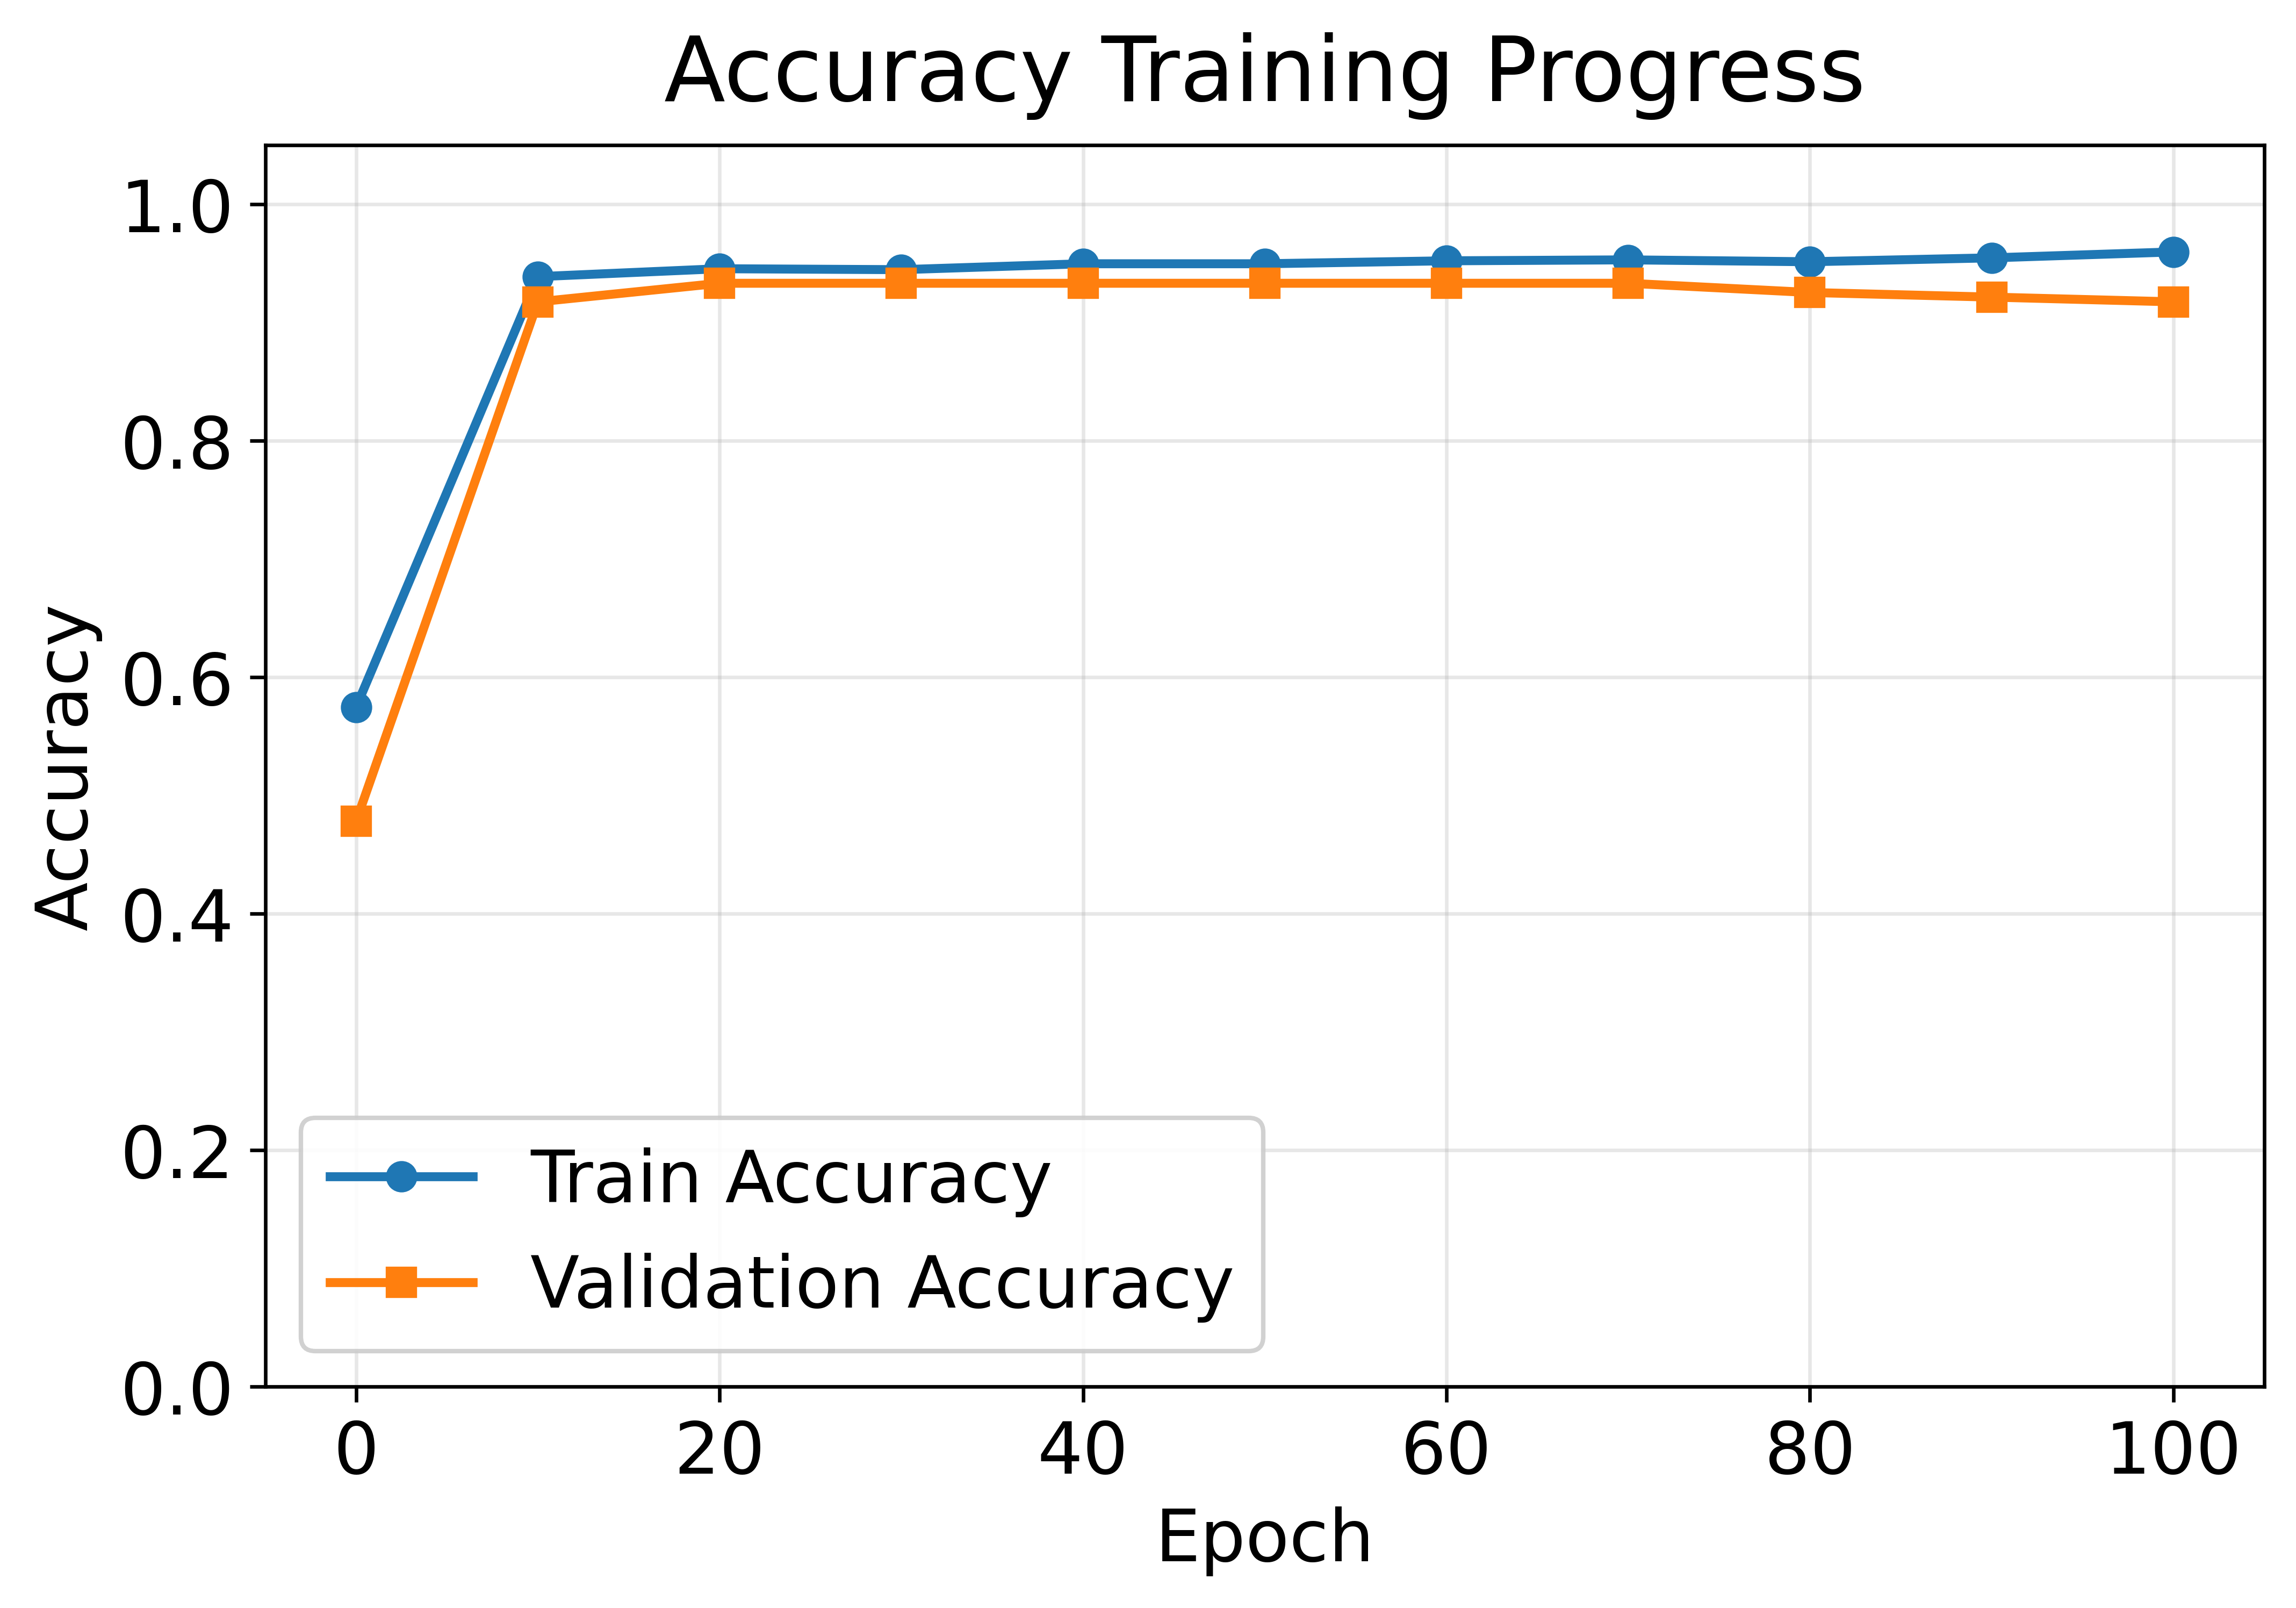 Accuracy Training Progress
1.0
0.8
0.6
0.4
0.2
0.0
Accuracy
Train Accuracy
Validation Accuracy
0 20 40 60 80 100
Epoch